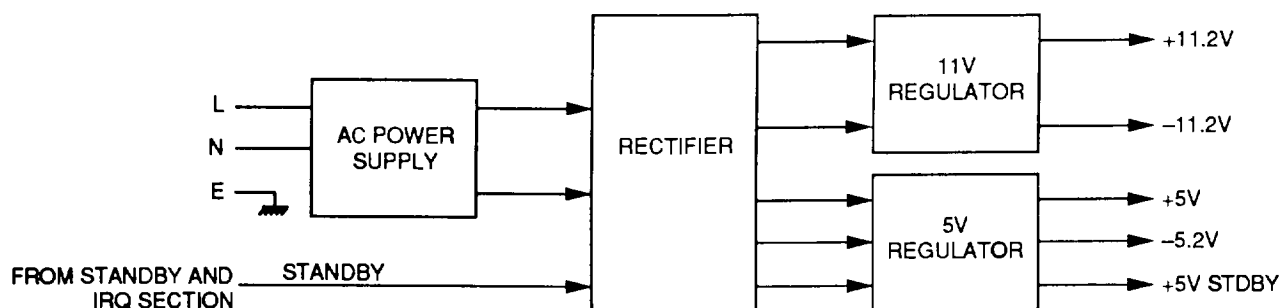 L
N
E
AC POWER
SUPPLY
FROM STANDBY AND
IRQ SECTION
STANDBY
RECTIFIER
11V
REGULATOR
+11.2V
–11.2V
5V
REGULATOR
+5V
–5.2V
+5V STDBY